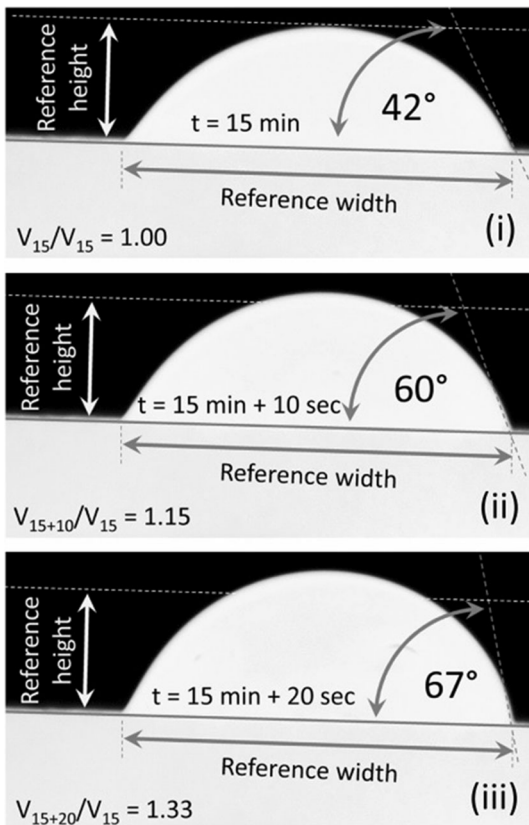 Reference
height
t = 15 min
42°
Reference width
V₁₅/V₁₅ = 1.00
(i)
Reference
height
t = 15 min + 10 sec
60°
Reference width
V₁₅₊₁₀/V₁₅ = 1.15
(ii)
Reference
height
t = 15 min + 20 sec
67°
Reference width
V₁₅₊₂₀/V₁₅ = 1.33
(iii)